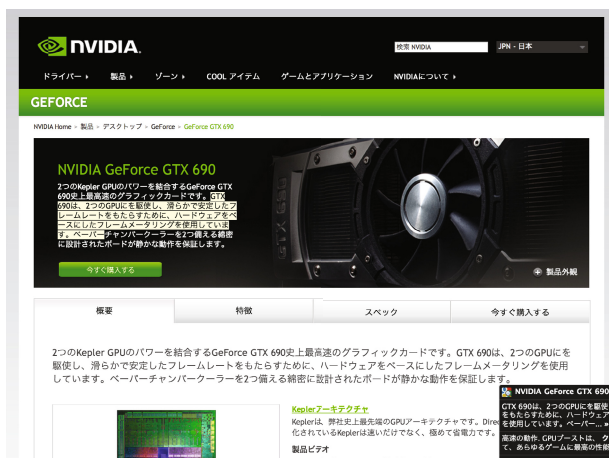 NVIDIA.
検索 NVIDIA
JPN - 日本
ドライバー
製品
ゾーン
COOL アイテム
ゲームとアプリケーション
NVIDIAについて
GEFORCE
NVIDIA Home > 製品 > デスクトップ > GeForce > GeForce GTX 690
NVIDIA GeForce GTX 690
2つのKepler GPUのパワーを結合するGeForce GTX
690史上最高速のグラフィックカードです。GTX
690は、2つのGPUにを駆使し、滑らかで安定したフ
レームレートをもたらすために、ハードウェアをベ
ースにしたフレームメータリングを使用していま
す。ベーパーチャンバークーラーを2つ備える綿密
に設計されたボードが静かな動作を保証します。
今すぐ購入する
GTX 690
製品外観
概要
特徴
スペック
今すぐ購入する
2つのKepler GPUのパワーを結合するGeForce GTX 690史上最高速のグラフィックカードです。GTX 690は、2つのGPUにを
駆使し、滑らかで安定したフレームレートをもたらすために、ハードウェアをベースにしたフレームメータリングを使用
しています。ベーパーチャンバークーラーを2つ備える綿密に設計されたボードが静かな動作を保証します。
Keplerアーキテクチャ
Keplerは、弊社史上最先端のGPUアーキテクチャです。Direc
化されているKeplerは速いだけでなく、極めて省電力です。
製品ビデオ
NVIDIA GeForce GTX 690
GTX 690は、2つのGPUにを駆使
をもたらすために、ハードウェア
を使用しています。ベーパー... »
高速の動作. GPUブーストは、ク
て、あらゆるゲームに最高の性能